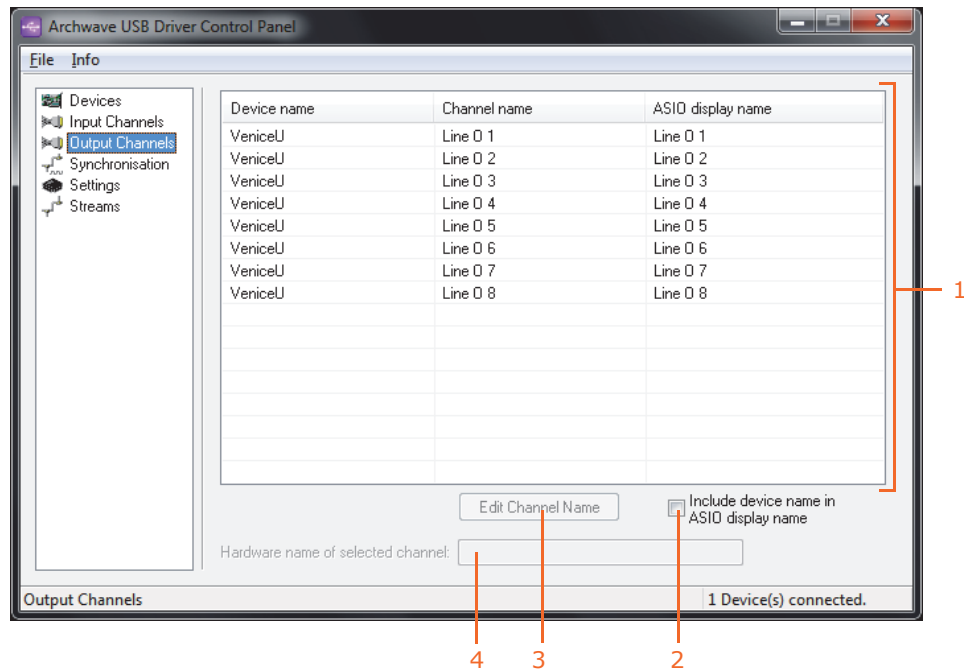 Archwave USB Driver Control Panel
File Info
Devices
Input Channels
Output Channels
Synchronisation
Settings
Streams
Device name Channel name ASIO display name
VeniceU Line O 1 Line O 1
VeniceU Line O 2 Line O 2
VeniceU Line O 3 Line O 3
VeniceU Line O 4 Line O 4
VeniceU Line O 5 Line O 5
VeniceU Line O 6 Line O 6
VeniceU Line O 7 Line O 7
VeniceU Line O 8 Line O 8
1
Edit Channel Name
Include device name in
ASIO display name
Hardware name of selected channel:
Output Channels 1 Device(s) connected.
4 3 2